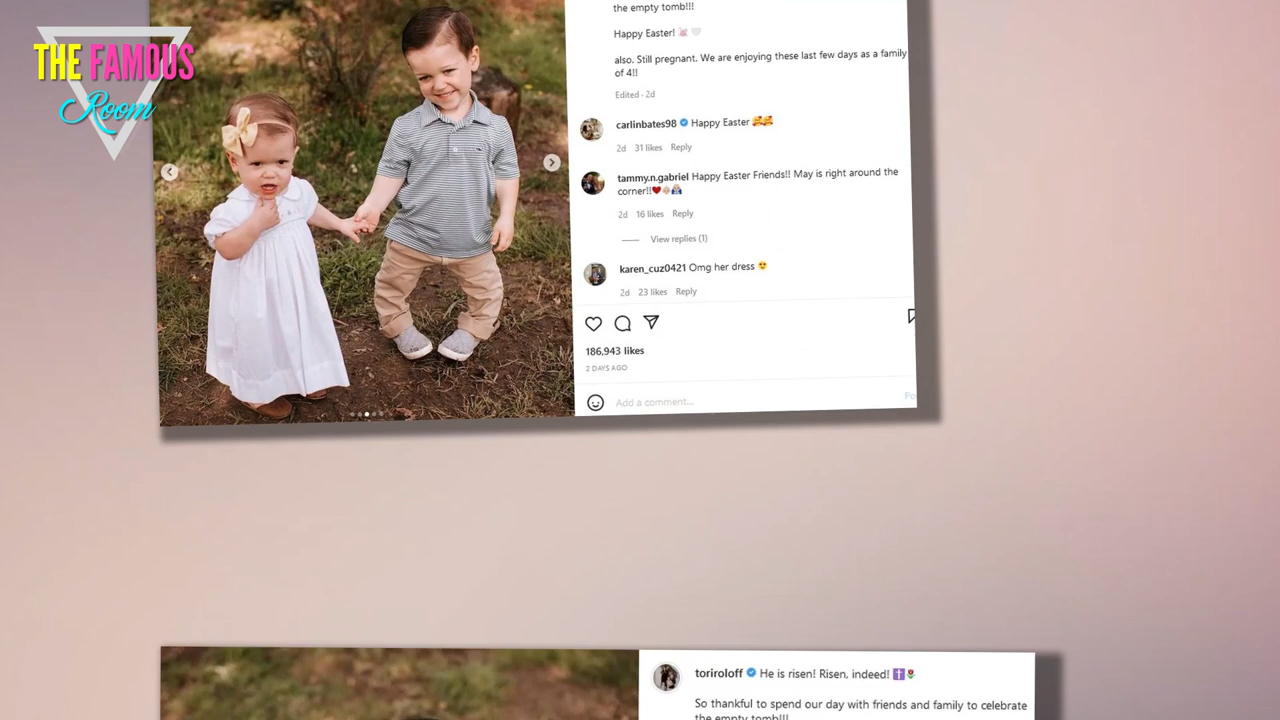 THE FAMOUS
Room
the empty tomb!!!
Happy Easter! 🐰🤍
also. Still pregnant. We are enjoying these last few days as a family
of 4!!
Edited · 2d
carlinbates98 Happy Easter 🥰🥰
2d 31 likes Reply
tammy.n.gabriel Happy Easter Friends!! May is right around the
corner!!
2d 16 likes Reply
View replies (1)
karen_cuz0421 Omg her dress 😍
2d 23 likes Reply
186,943 likes
2 DAYS AGO
Add a comment...
Po
toriroloff He is risen! Risen, indeed! ✝️🌷
So thankful to spend our day with friends and family to celebrate
the empty tomb!!!